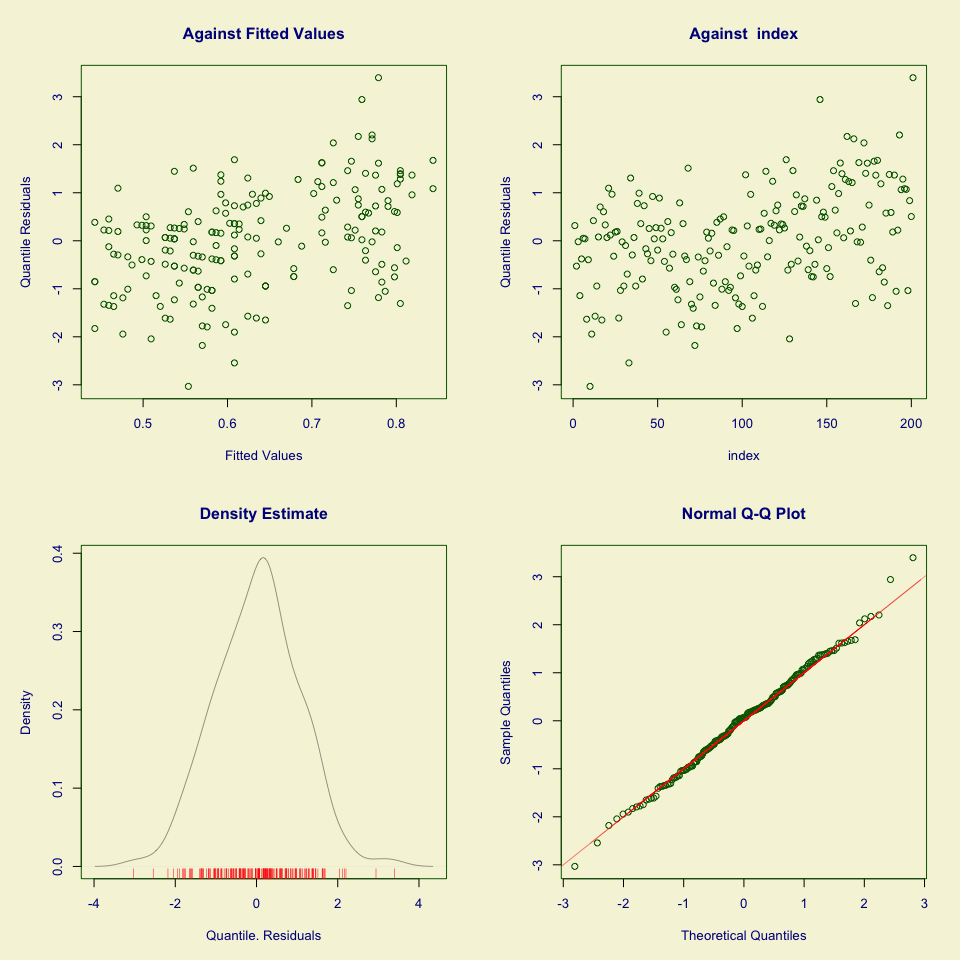 Against Fitted Values
Quantile Residuals
3
2
1
0
-1
-2
-3
0.5 0.6 0.7 0.8
Fitted Values
Against  index
Quantile Residuals
3
2
1
0
-1
-2
-3
0 50 100 150 200
index
Density Estimate
Density
0.4
0.3
0.2
0.1
0.0
-4 -2 0 2 4
Quantile. Residuals
Normal Q-Q Plot
Sample Quantiles
3
2
1
0
-1
-2
-3
-3 -2 -1 0 1 2 3
Theoretical Quantiles